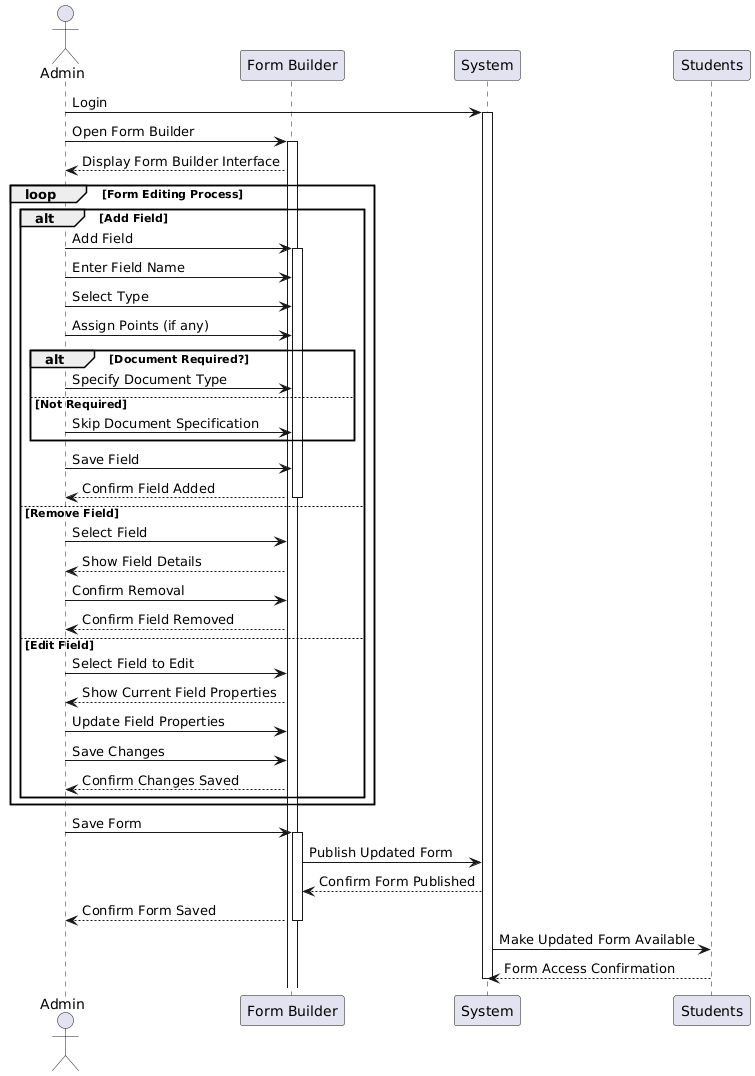 Admin
Form Builder
System
Students
Login
Open Form Builder
Display Form Builder Interface
loop [Form Editing Process]
alt [Add Field]
Add Field
Enter Field Name
Select Type
Assign Points (if any)
alt [Document Required?]
Specify Document Type
[Not Required]
Skip Document Specification
Save Field
Confirm Field Added
[Remove Field]
Select Field
Show Field Details
Confirm Removal
Confirm Field Removed
[Edit Field]
Select Field to Edit
Show Current Field Properties
Update Field Properties
Save Changes
Confirm Changes Saved
Save Form
Publish Updated Form
Confirm Form Published
Confirm Form Saved
Make Updated Form Available
Form Access Confirmation
Admin
Form Builder
System
Students